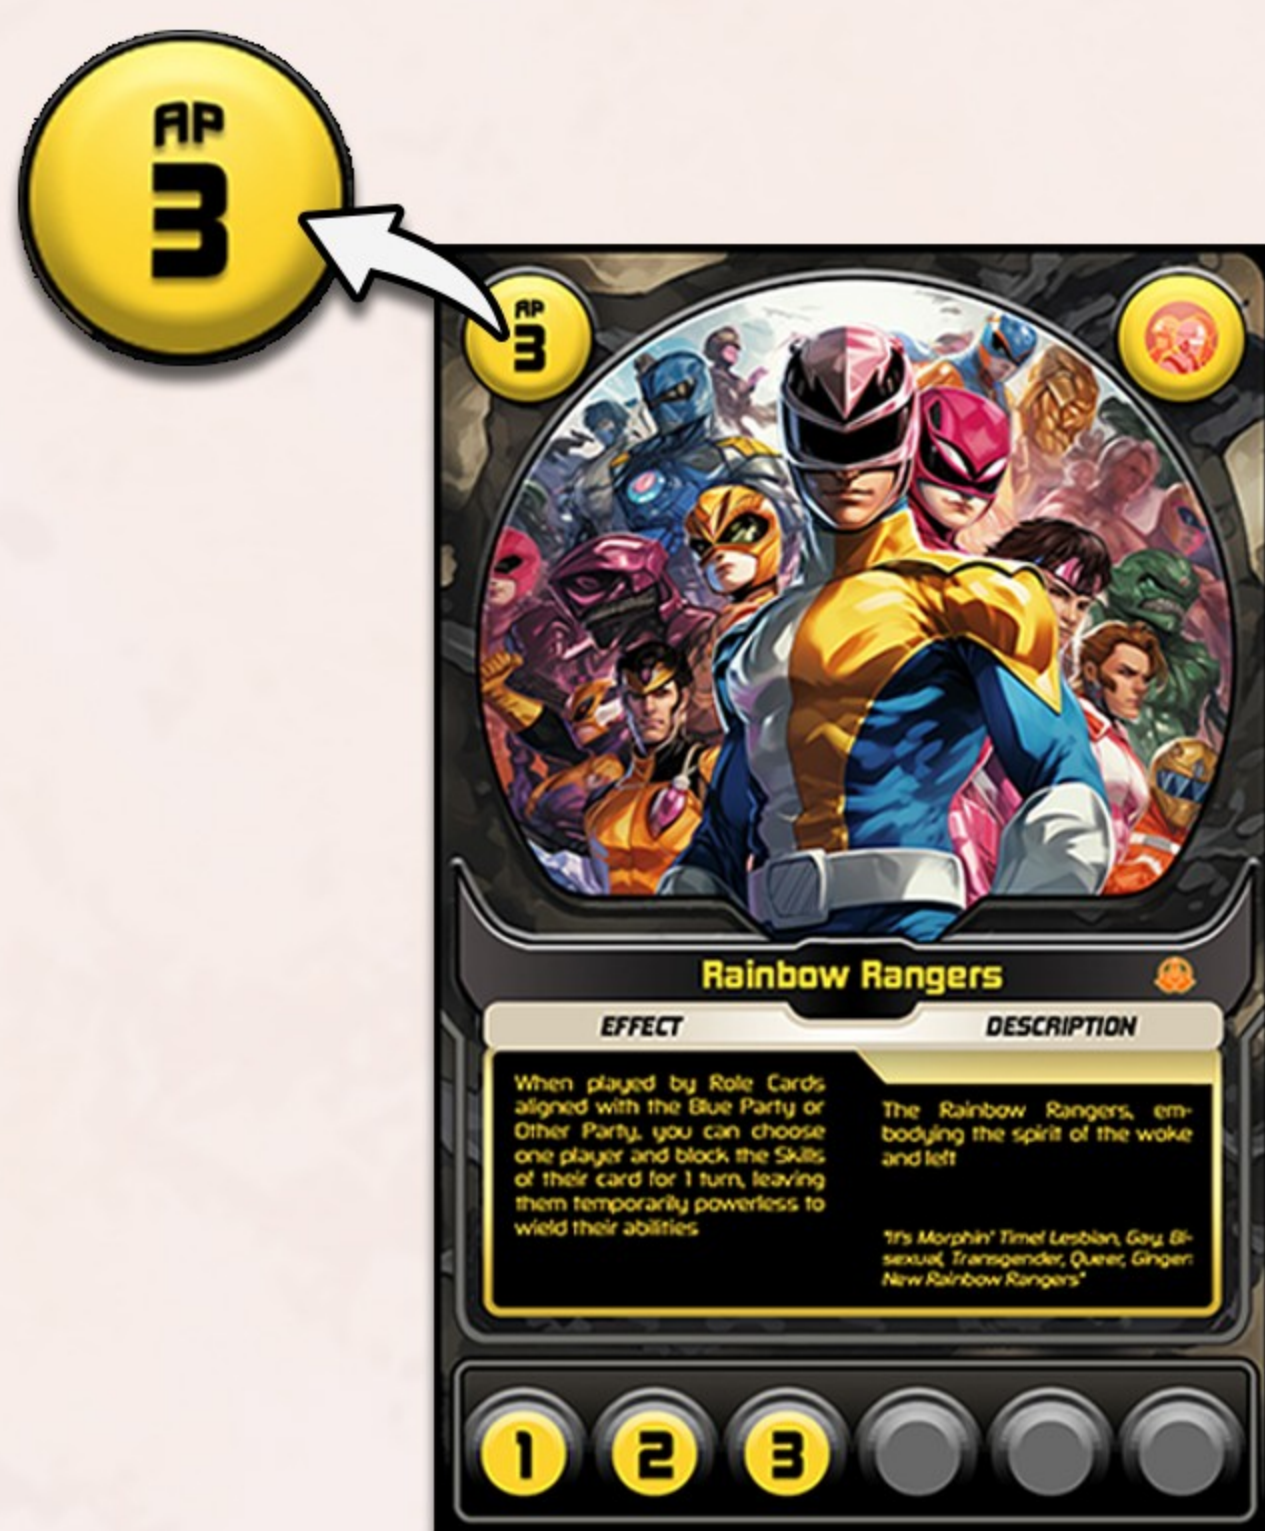 AP
3
AP
3
Rainbow Rangers
EFFECT
DESCRIPTION
When played by Role Cards
aligned with the Blue Party or
Other Party, you can choose
one player and block the Skills
of their card for 1 turn, leaving
them temporarily powerless to
wield their abilities
The Rainbow Rangers, em-
bodying the spirit of the woke
and left
"It's Morphin' Time! Lesbian, Gay, Bi-
sexual, Transgender, Queer, Ginger:
New Rainbow Rangers"
1 2 3